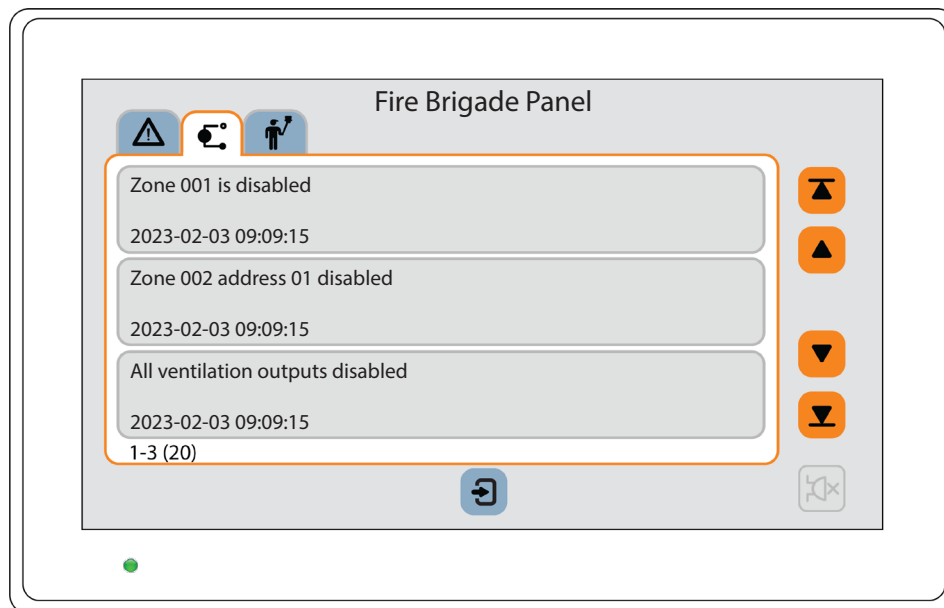 Fire Brigade Panel
Zone 001 is disabled
2023-02-03 09:09:15
Zone 002 address 01 disabled
2023-02-03 09:09:15
All ventilation outputs disabled
2023-02-03 09:09:15
1-3 (20)